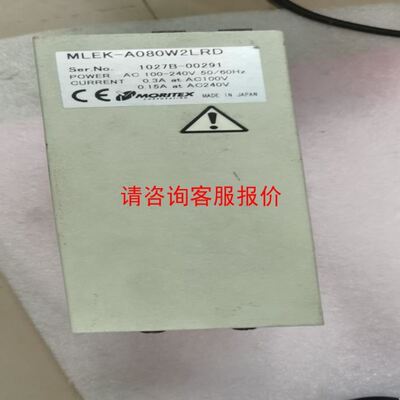 MLEK-A080W2LRD
Ser.No. 1027B-00291
POWER AC 100-240V 50/60Hz
CURRENT 0.3A at AC100V
0.15A at AC240V
CE MORITEX CORPORATION MADE IN JAPAN
请咨询客服报价